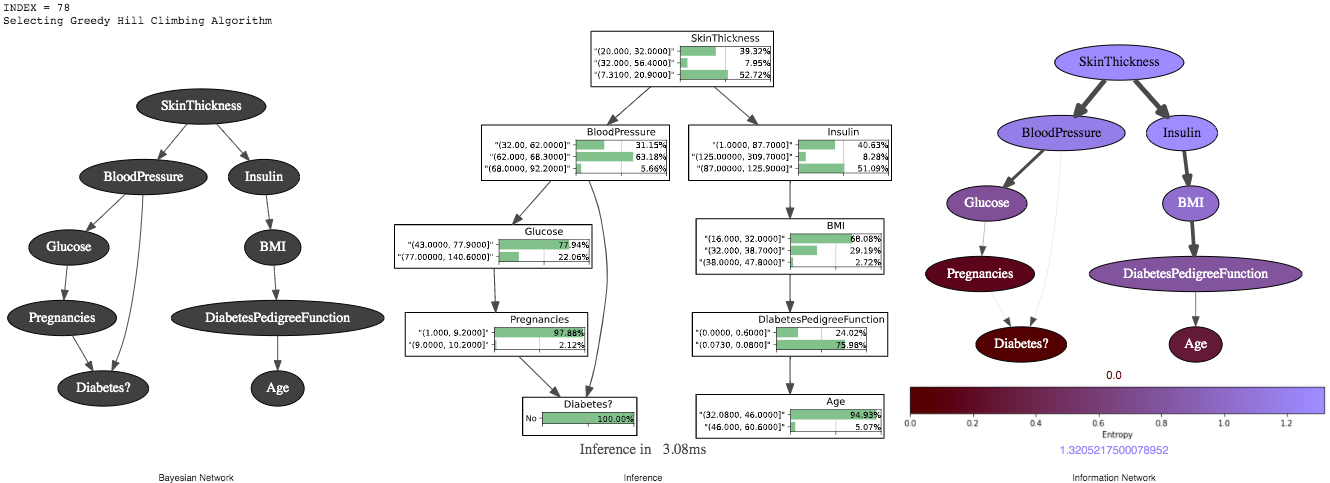 INDEX = 78
Selecting Greedy Hill Climbing Algorithm
SkinThickness
BloodPressure
Insulin
Glucose
BMI
Pregnancies
DiabetesPedigreeFunction
Diabetes?
Age
Bayesian Network
SkinThickness
"(20.000, 32.0000]" 39.32%
"(32.000, 56.4000]" 7.95%
"(7.3100, 20.9000]" 52.72%
BloodPressure
"(32.00, 62.0000]" 31.15%
"(62.000, 68.3000]" 63.18%
"(68.0000, 92.2000]" 5.66%
Insulin
"(1.0000, 87.7000]" 40.63%
"(125.00000, 309.7000]" 8.28%
"(87.00000, 125.9000]" 51.09%
Glucose
"(43.0000, 77.9000]" 77.94%
"(77.00000, 140.6000]" 22.06%
BMI
"(16.000, 32.0000]" 68.08%
"(32.000, 38.7000]" 29.19%
"(38.0000, 47.8000]" 2.72%
Pregnancies
"(1.000, 9.2000]" 97.88%
"(9.0000, 10.2000]" 2.12%
DiabetesPedigreeFunction
"(0.0000, 0.6000]" 24.02%
"(0.0730, 0.0800]" 75.98%
Diabetes?
No 100.00%
Age
"(32.0800, 46.0000]" 94.93%
"(46.000, 60.6000]" 5.07%
Inference in 3.08ms
Inference
SkinThickness
BloodPressure
Insulin
Glucose
BMI
Pregnancies
DiabetesPedigreeFunction
Diabetes?
Age
0.0
0.0 0.2 0.4 0.6 0.8 1.0 1.2
Entropy
1.3205217500078952
Information Network